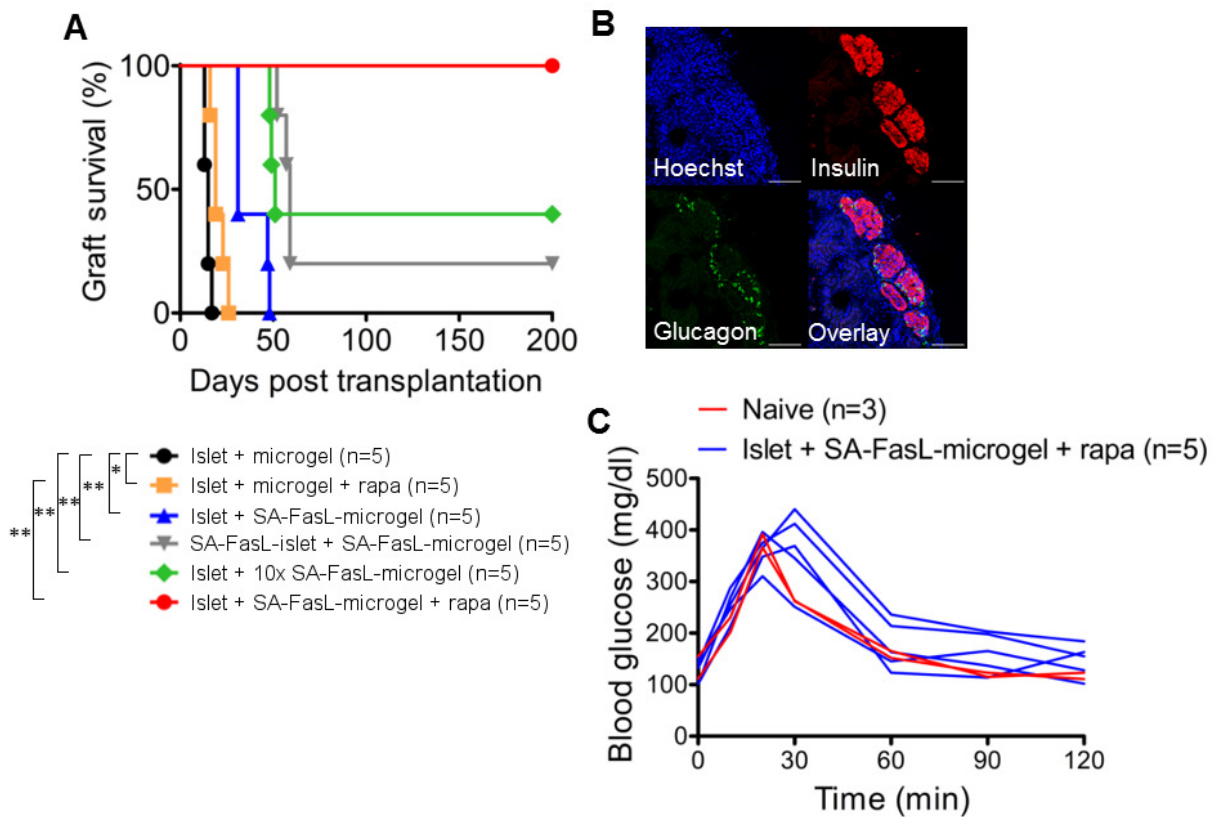 A
Graft survival (%)
100
50
0
0 50 100 150 200
Days post transplantation
* Islet + microgel (n=5)
** Islet + microgel + rapa (n=5)
** Islet + SA-FasL-microgel (n=5)
** SA-FasL-islet + SA-FasL-microgel (n=5)
** Islet + 10x SA-FasL-microgel (n=5)
Islet + SA-FasL-microgel + rapa (n=5)
B
Hoechst Insulin
Glucagon Overlay
C
Naive (n=3)
Islet + SA-FasL-microgel + rapa (n=5)
Blood glucose (mg/dl)
500
400
300
200
100
0
0 30 60 90 120
Time (min)